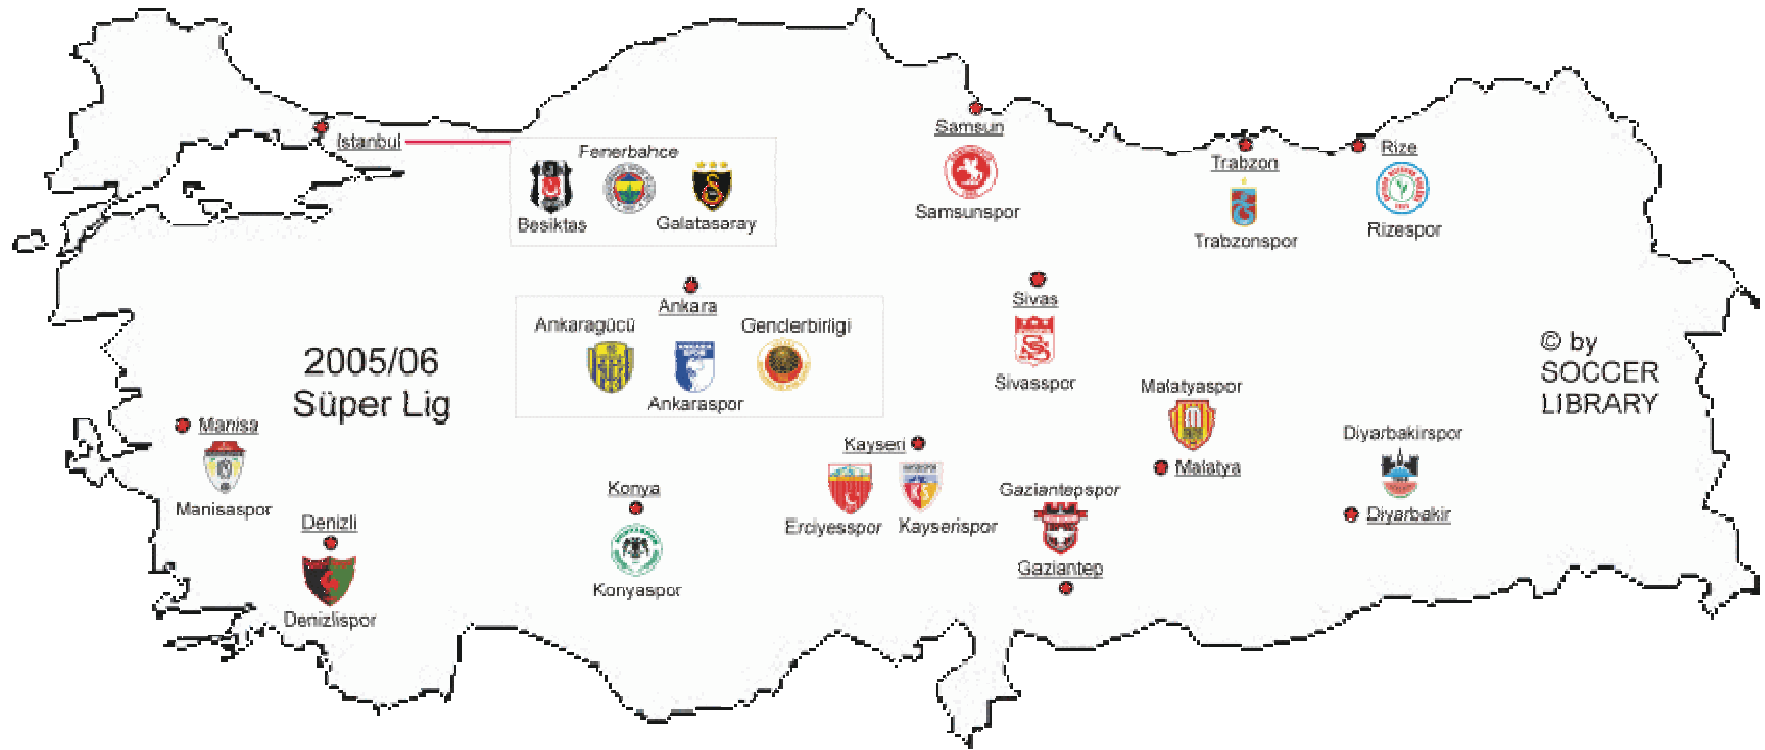 Istanbul
Fenerbahce
Besiktas
Galatasaray
Samsun
Samsunspor
Trabzon
Trabzonspor
Rize
Rizespor
Ankara
Ankaragücü
Genclerbirligi
Ankaraspor
Sivas
Sivasspor
2005/06
Süper Lig
© by
SOCCER
LIBRARY
Malatyaspor
Malatya
Manisa
Manisaspor
Kayseri
Erciyesspor
Kayserispor
Diyarbakirspor
Diyarbakir
Konya
Konyaspor
Gaziantepspor
Gaziantep
Denizli
Denizlispor